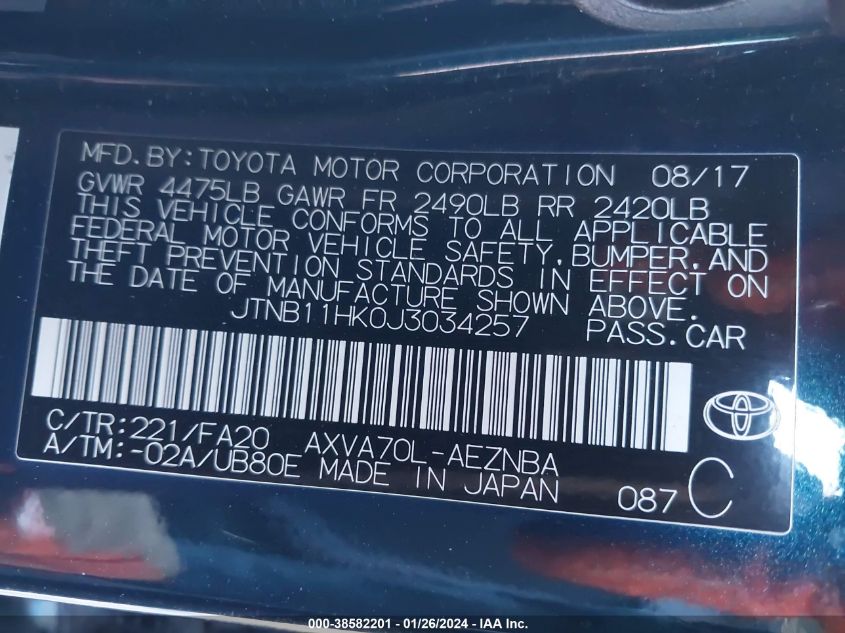 MFD.BY:TOYOTA MOTOR CORPORATION 08/17
GVWR 4475LB GAWR FR 2490LB RR 2420LB
THIS VEHICLE CONFORMS TO ALL APPLICABLE
FEDERAL MOTOR VEHICLE SAFETY,BUMPER,AND
THEFT PREVENTION STANDARDS IN EFFECT ON
THE DATE OF MANUFACTURE SHOWN ABOVE.
JTNB11HK0J3034257 PASS.CAR
C/TR:221/FA20 AXVA70L-AEZNBA
A/TM:-02A/UB80E MADE IN JAPAN
087 C
000-38582201 - 01/26/2024 - IAA Inc.